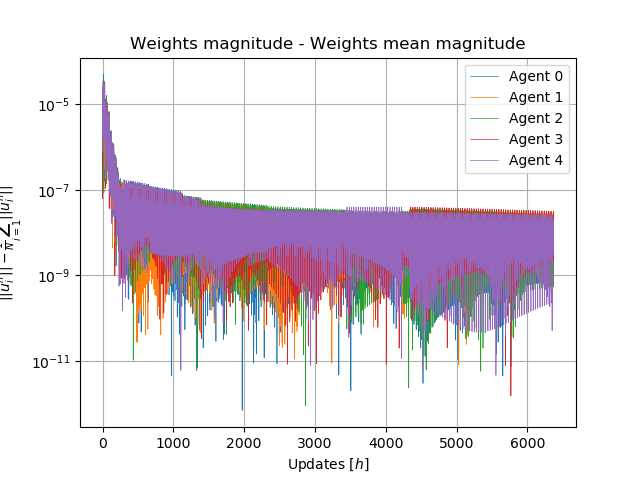 Weights magnitude - Weights mean magnitude
Agent 0
Agent 1
Agent 2
Agent 3
Agent 4
10⁻⁵
10⁻⁷
10⁻⁹
10⁻¹¹
0
1000
2000
3000
4000
5000
6000
Updates [h]